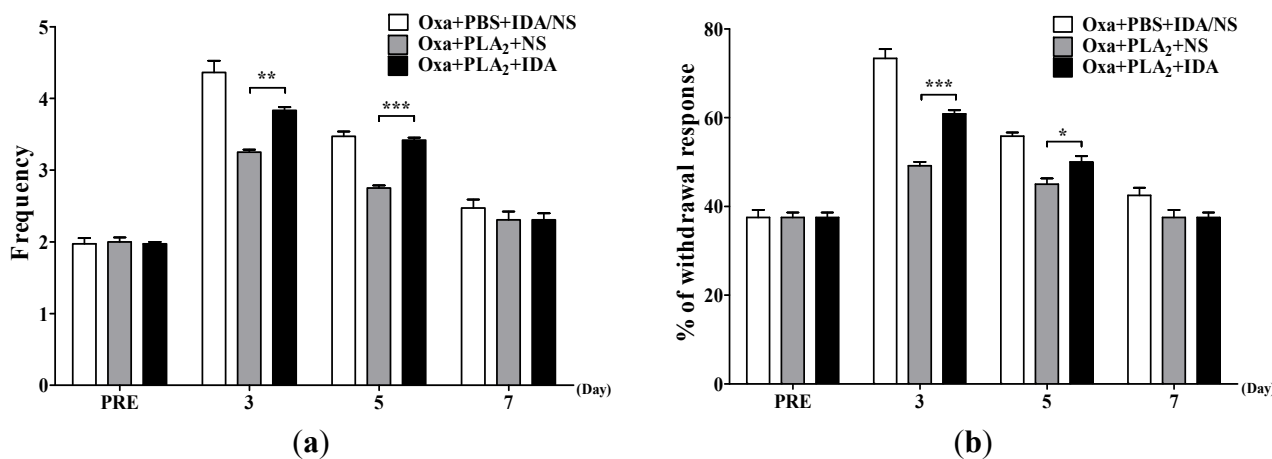 Oxa+PBS+IDA/NS
Oxa+PLA₂+NS
Oxa+PLA₂+IDA
Frequency
5
4
3
2
1
0
**
***
PRE 3 5 7 (Day)
(a)
Oxa+PBS+IDA/NS
Oxa+PLA₂+NS
Oxa+PLA₂+IDA
% of withdrawal response
80
60
40
20
0
***
*
PRE 3 5 7 (Day)
(b)